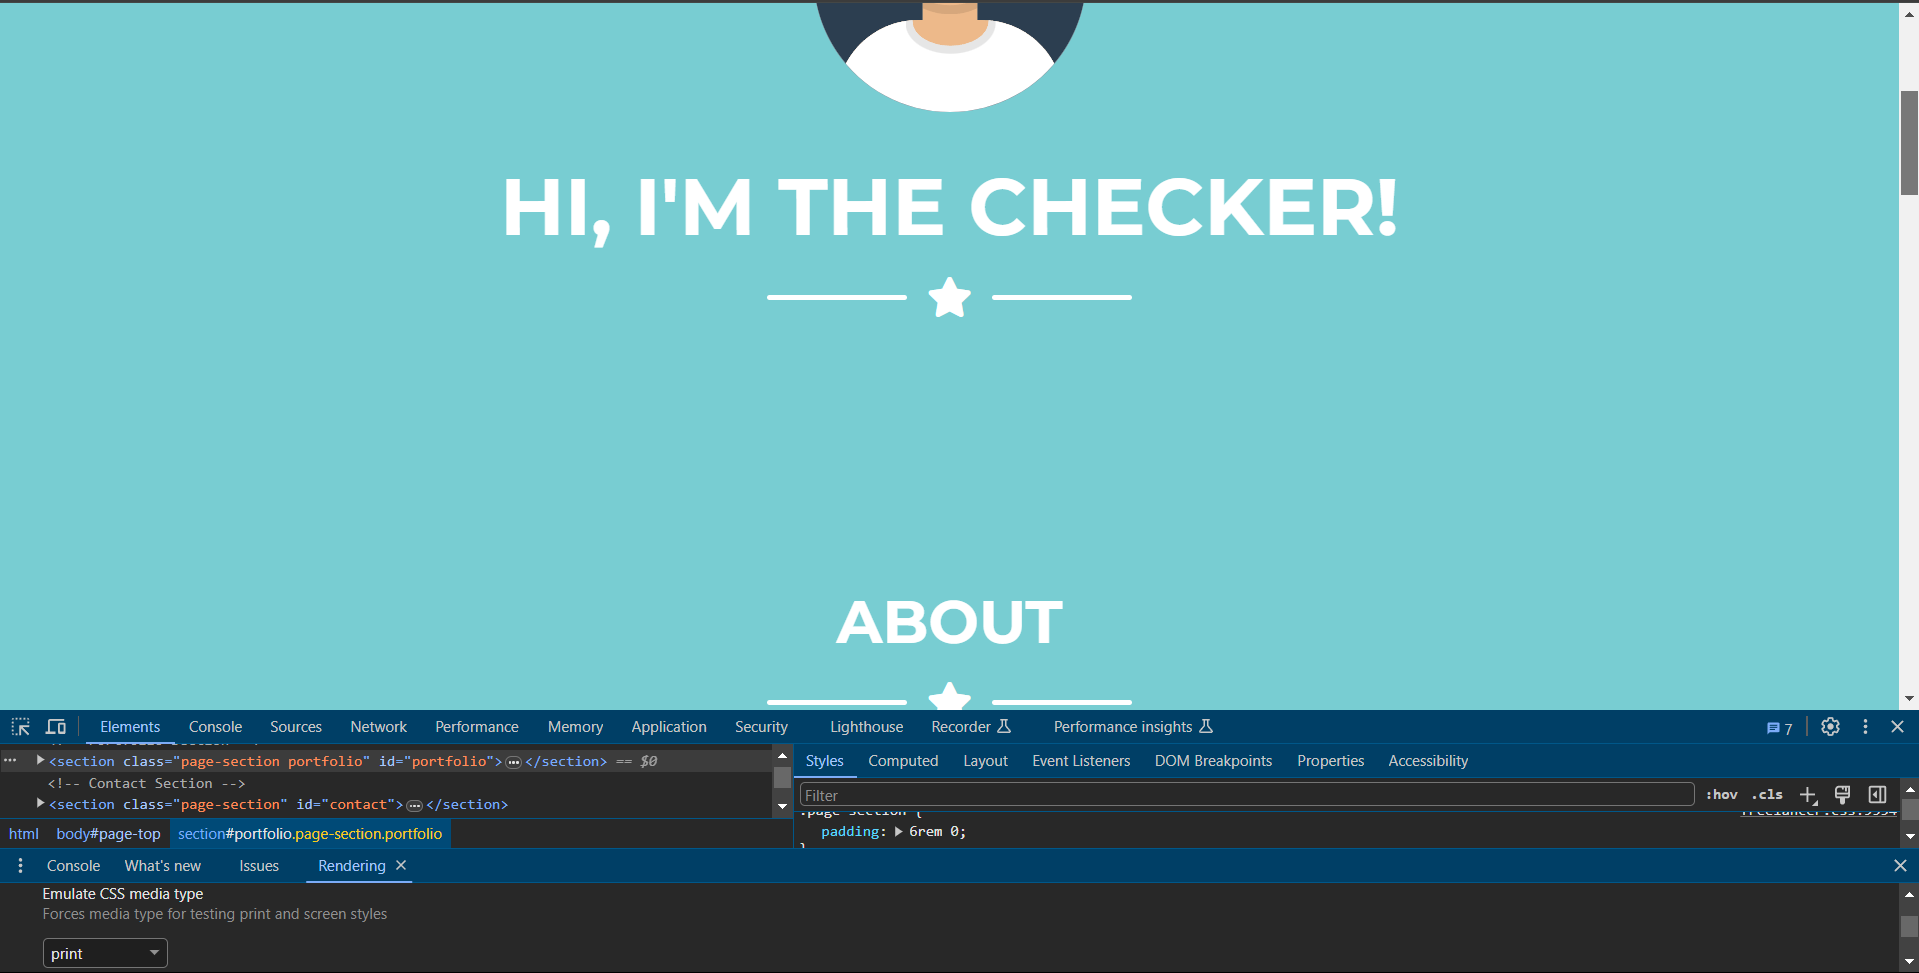 HI, I'M THE CHECKER!
ABOUT
Elements Console Sources Network Performance Memory Application Security Lighthouse Recorder Performance insights 7
<section class="page-section portfolio" id="portfolio"> … </section> == $0
<!-- Contact Section -->
<section class="page-section" id="contact"> … </section>
html body#page-top section#portfolio.page-section.portfolio
Styles Computed Layout Event Listeners DOM Breakpoints Properties Accessibility
Filter :hov .cls
.page-section {
padding: 6rem 0;
}
Console What's new Issues Rendering
Emulate CSS media type
Forces media type for testing print and screen styles
print